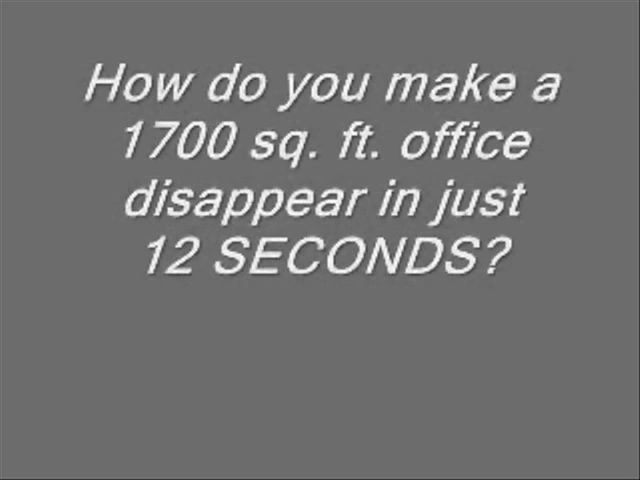 How do you make a
1700 sq. ft. office
disappear in just
12 SECONDS?